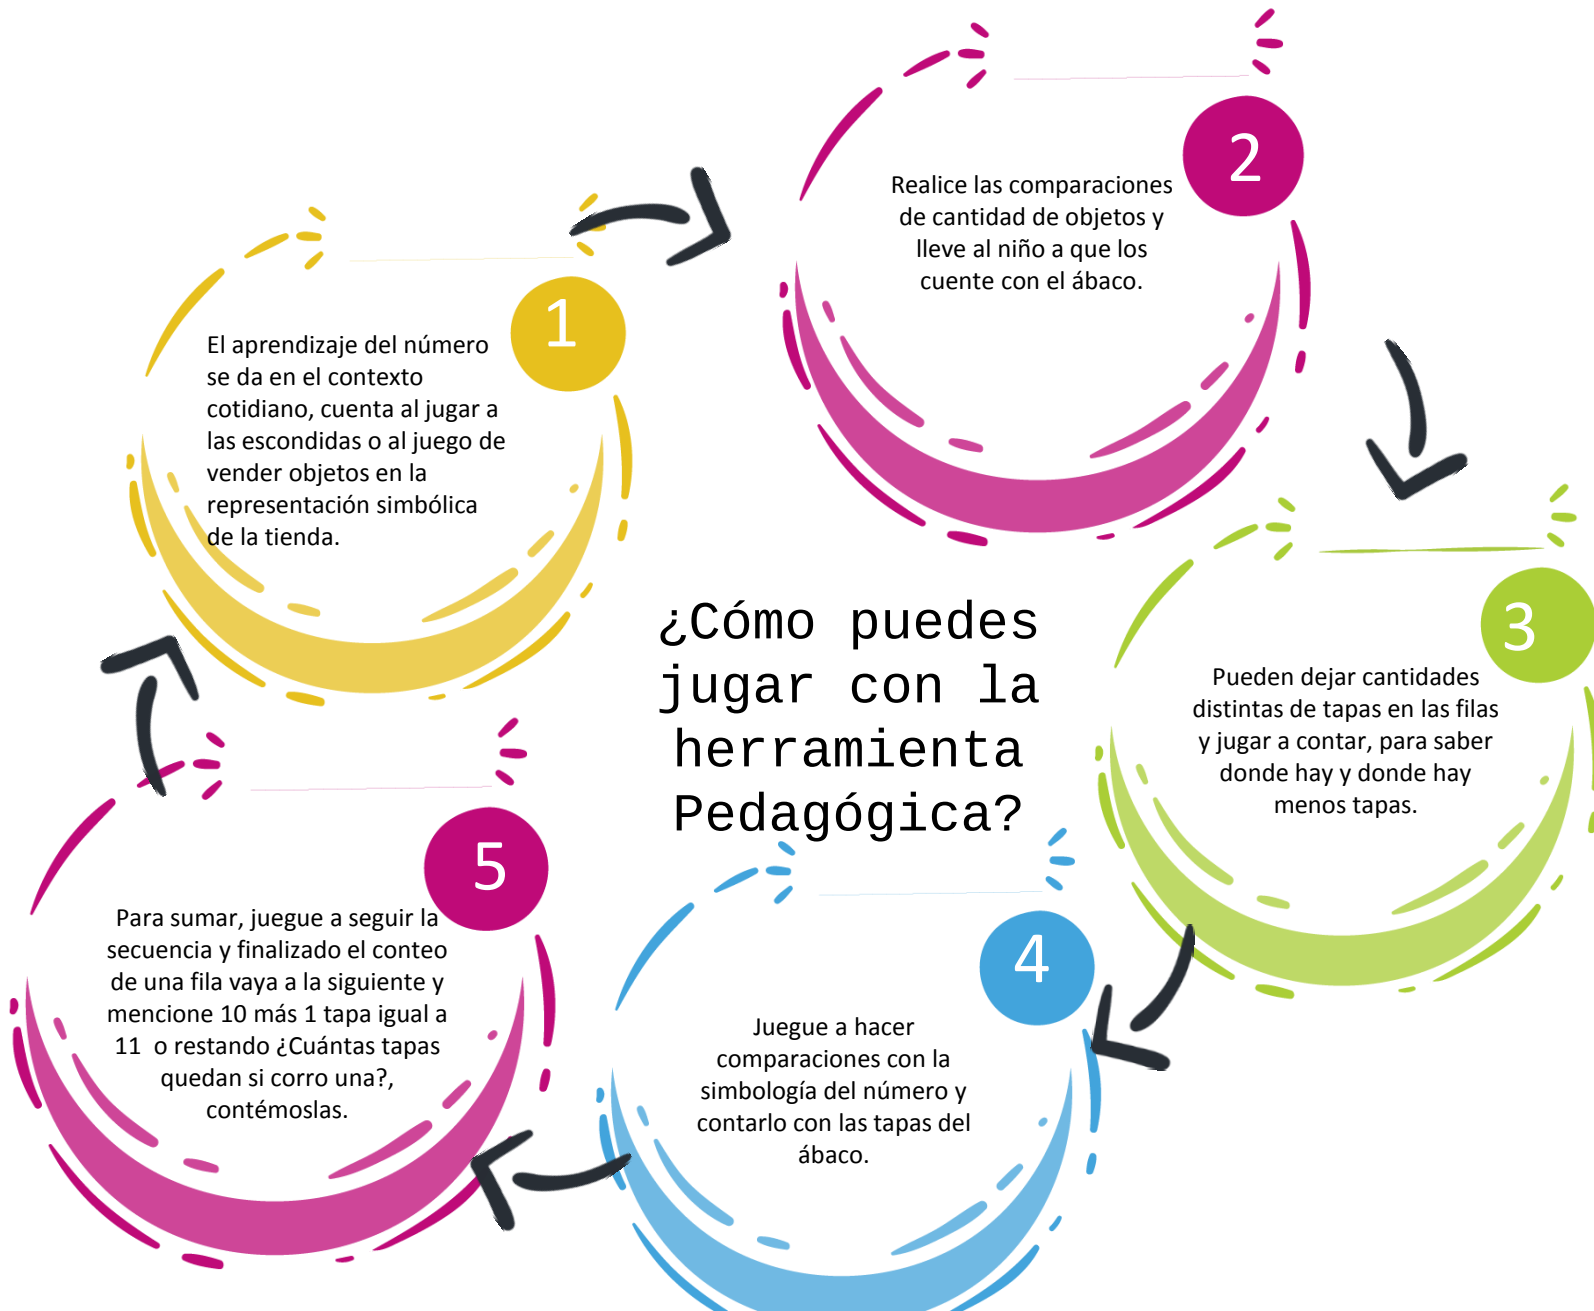 ¿Cómo puedes
jugar con la
herramienta
Pedagógica?
1
El aprendizaje del número
se da en el contexto
cotidiano, cuenta al jugar a
las escondidas o al juego de
vender objetos en la
representación simbólica
de la tienda.
2
Realice las comparaciones
de cantidad de objetos y
lleve al niño a que los
cuente con el ábaco.
3
Pueden dejar cantidades
distintas de tapas en las filas
y jugar a contar, para saber
donde hay y donde hay
menos tapas.
4
Juegue a hacer
comparaciones con la
simbología del número y
contarlo con las tapas del
ábaco.
5
Para sumar, juegue a seguir la
secuencia y finalizado el conteo
de una fila vaya a la siguiente y
mencione 10 más 1 tapa igual a
11 o restando ¿Cuántas tapas
quedan si corro una?,
contémoslas.